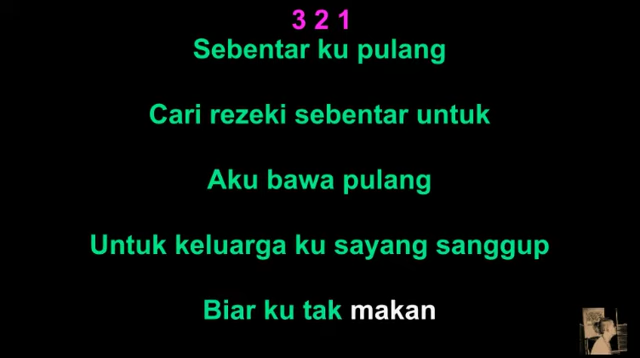 3 2 1
Sebentar ku pulang
Cari rezeki sebentar untuk
Aku bawa pulang
Untuk keluarga ku sayang sanggup
Biar ku tak makan